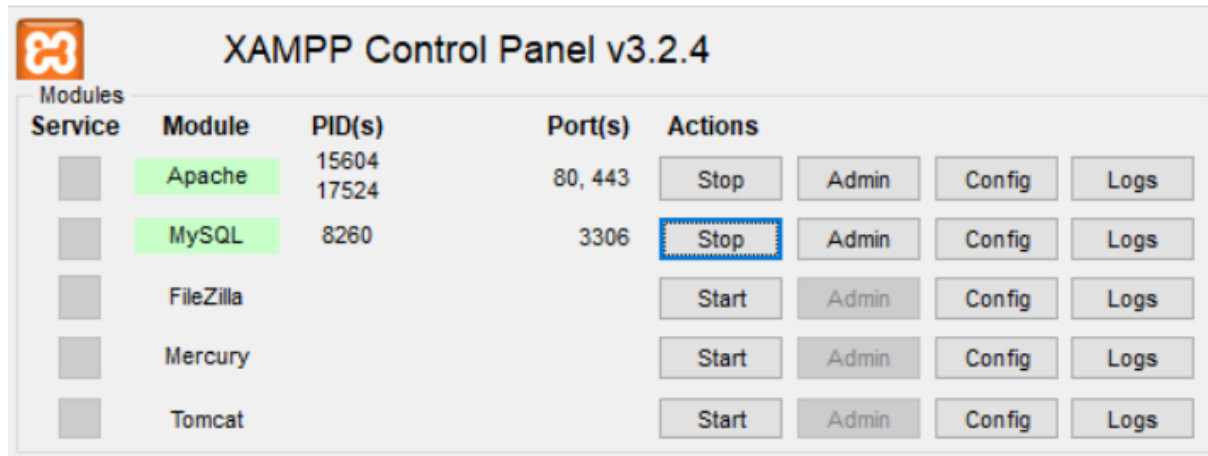 XAMPP Control Panel v3.2.4
Modules
Service Module PID(s) Port(s) Actions
Apache 15604 17524 80, 443 Stop Admin Config Logs
MySQL 8260 3306 Stop Admin Config Logs
FileZilla Start Admin Config Logs
Mercury Start Admin Config Logs
Tomcat Start Admin Config Logs